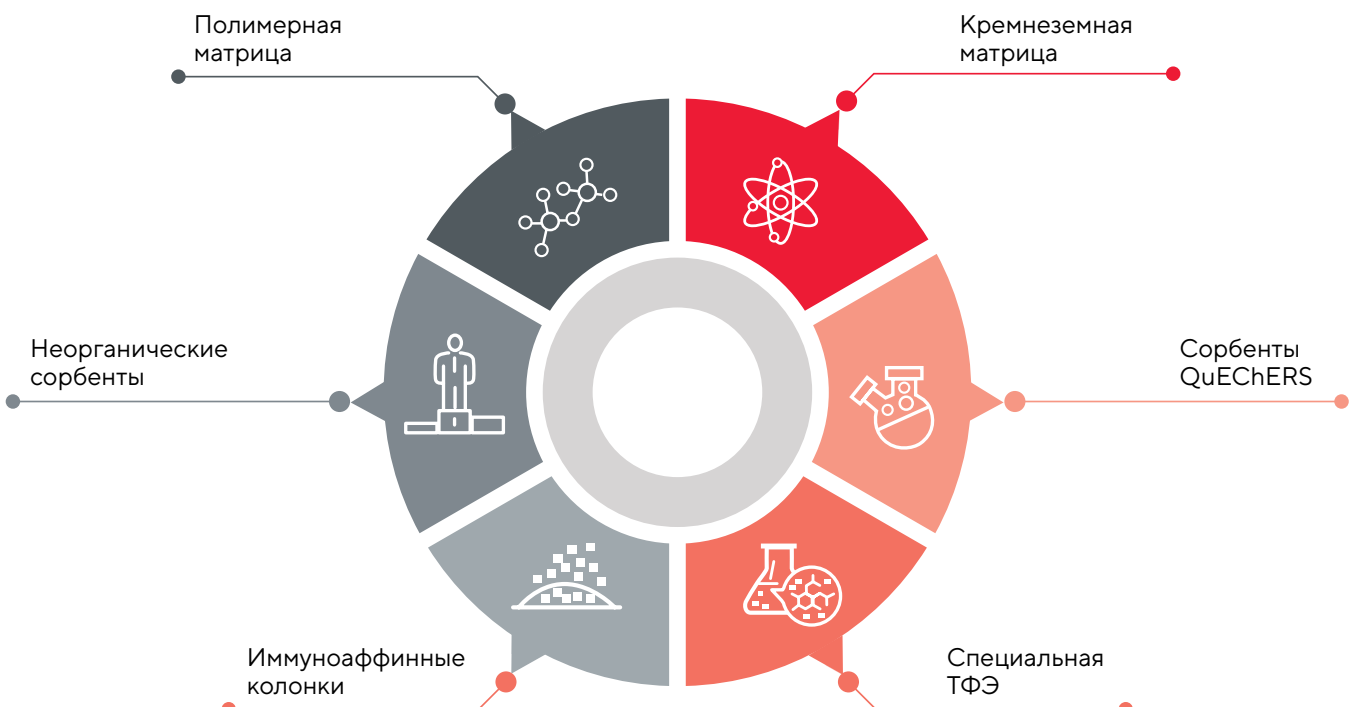 Полимерная
матрица
Кремнеземная
матрица
Неорганические
сорбенты
Сорбенты
QuEChERS
Иммуноаффинные
колонки
Специальная
ТФЭ